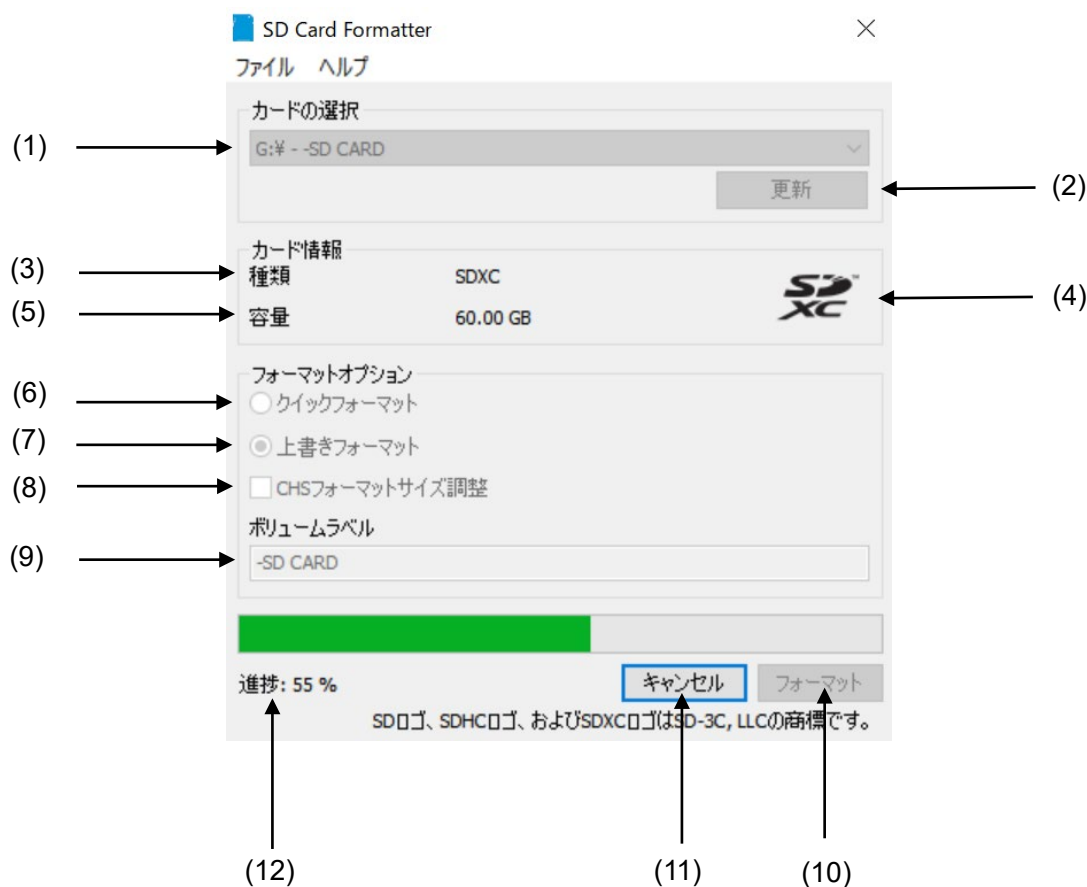 SD Card Formatter
ファイル ヘルプ
カードの選択
(1)
G:¥ - -SD CARD
更新
(2)
カード情報
(3)
種類 SDXC
SD XC™
(4)
(5)
容量 60.00 GB
フォーマットオプション
(6)
クイックフォーマット
(7)
上書きフォーマット
(8)
CHSフォーマットサイズ調整
ボリュームラベル
(9)
-SD CARD
進捗: 55 %
キャンセル フォーマット
SDロゴ、SDHCロゴ、およびSDXCロゴはSD-3C, LLCの商標です。
(12) (11) (10)